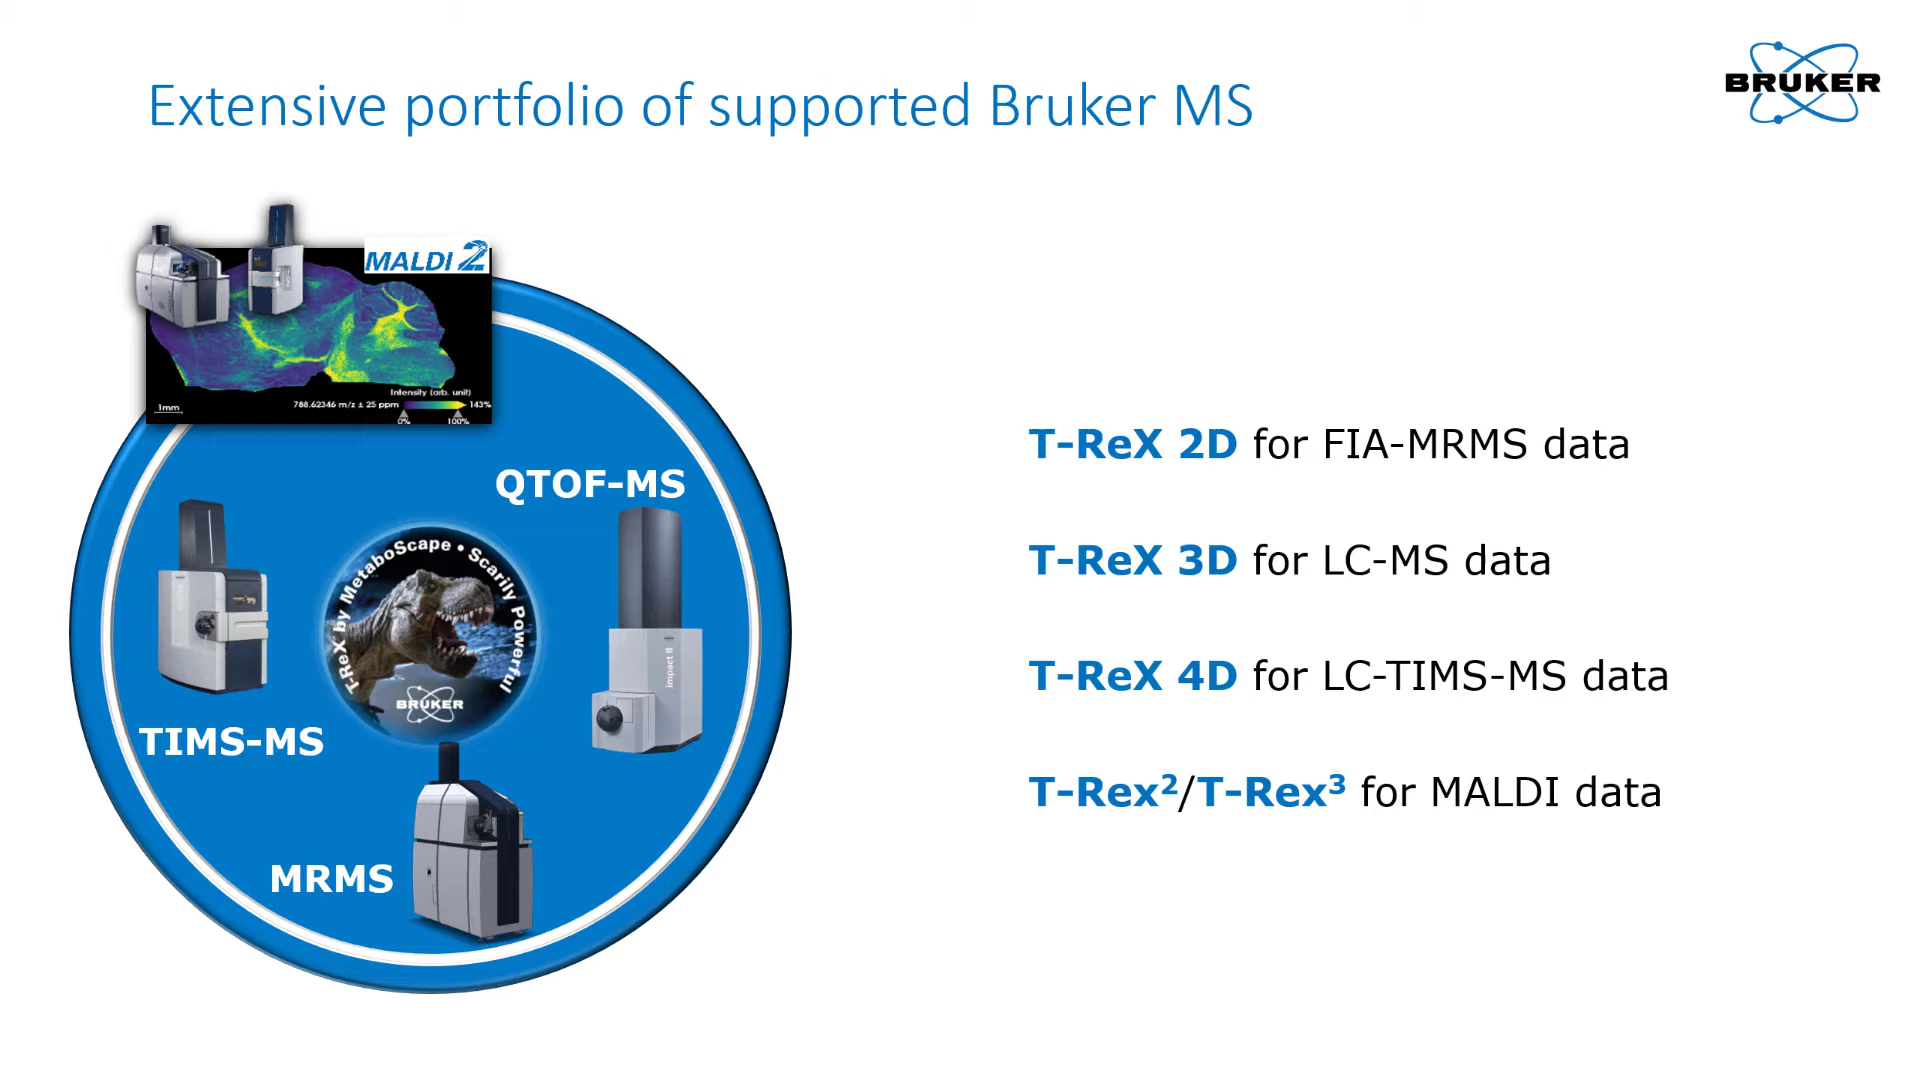 Extensive portfolio of supported Bruker MS
BRUKER
MALDI 2
Intensity (arb. unit)
788.62346 m/z ± 25 ppm
143%
0%
100%
1mm
QTOF-MS
T-ReX by MetaboScape • Scarily Powerful
BRUKER
impact II
TIMS-MS
MRMS
T-ReX 2D for FIA-MRMS data
T-ReX 3D for LC-MS data
T-ReX 4D for LC-TIMS-MS data
T-Rex²/T-Rex³ for MALDI data